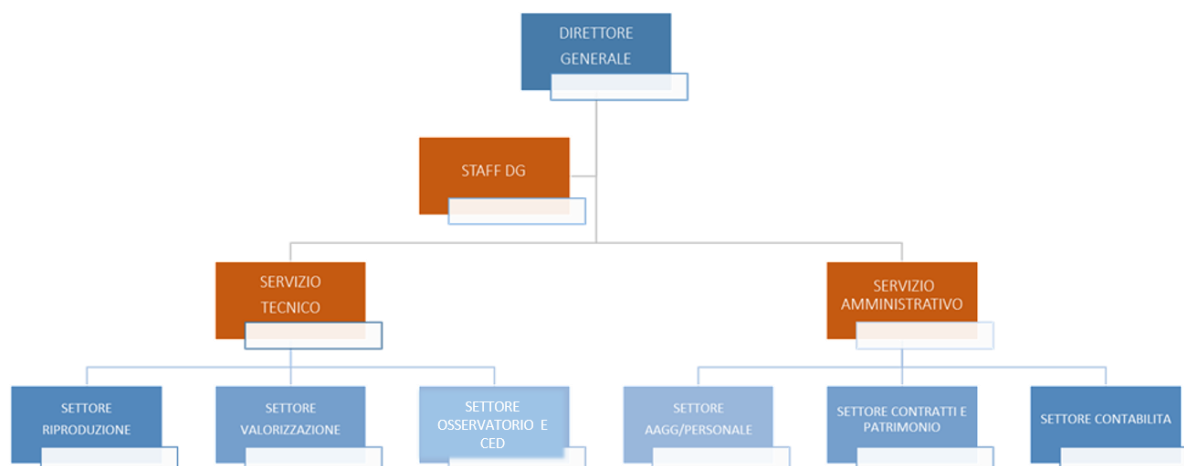 DIRETTORE
GENERALE
STAFF DG
SERVIZIO
TECNICO
SERVIZIO
AMMINISTRATIVO
SETTORE
RIPRODUZIONE
SETTORE
VALORIZZAZIONE
SETTORE
OSSERVATORIO E
CED
SETTORE
AAGG/PERSONALE
SETTORE CONTRATTI E
PATRIMONIO
SETTORE CONTABILITA